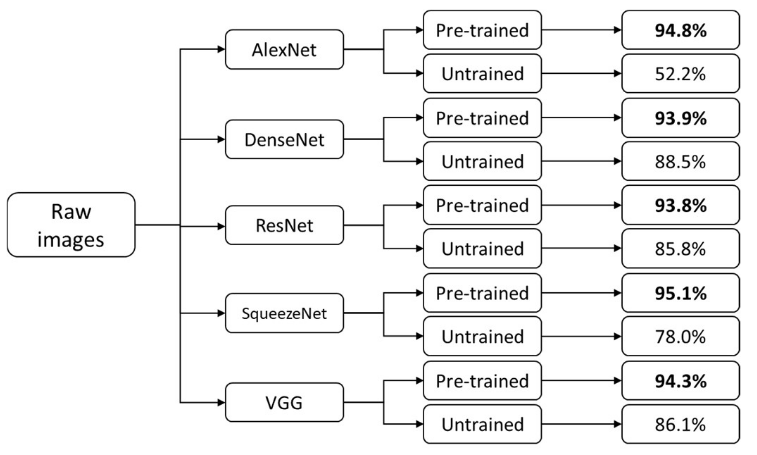 Raw
images
AlexNet
Pre-trained
94.8%
Untrained
52.2%
DenseNet
Pre-trained
93.9%
Untrained
88.5%
ResNet
Pre-trained
93.8%
Untrained
85.8%
SqueezeNet
Pre-trained
95.1%
Untrained
78.0%
VGG
Pre-trained
94.3%
Untrained
86.1%